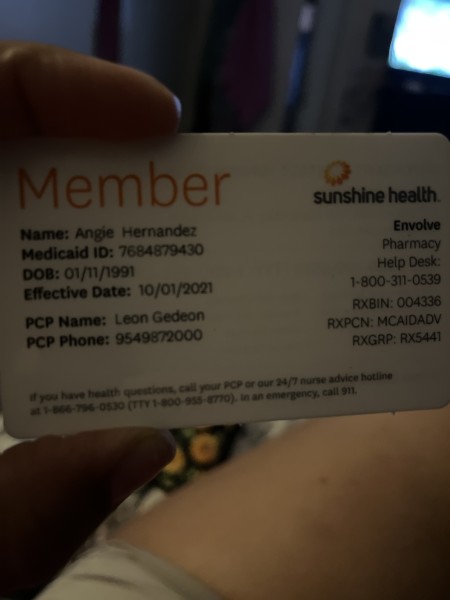 Member
sunshine health.
Name: Angie Hernandez
Medicaid ID: 7684879430
DOB: 01/11/1991
Effective Date: 10/01/2021
PCP Name: Leon Gedeon
PCP Phone: 9549872000
Envolve
Pharmacy
Help Desk:
1-800-311-0539
RXBIN: 004336
RXPCN: MCAIDADV
RXGRP: RX5441
If you have health questions, call your PCP or our 24/7 nurse advice hotline
at 1-866-796-0530 (TTY 1-800-955-8770). In an emergency, call 911.